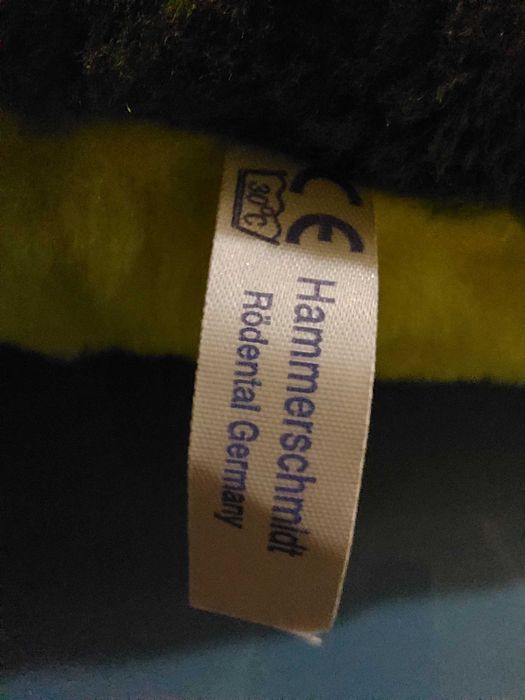 CE
30°C
Hammerschmidt
Rödental Germany